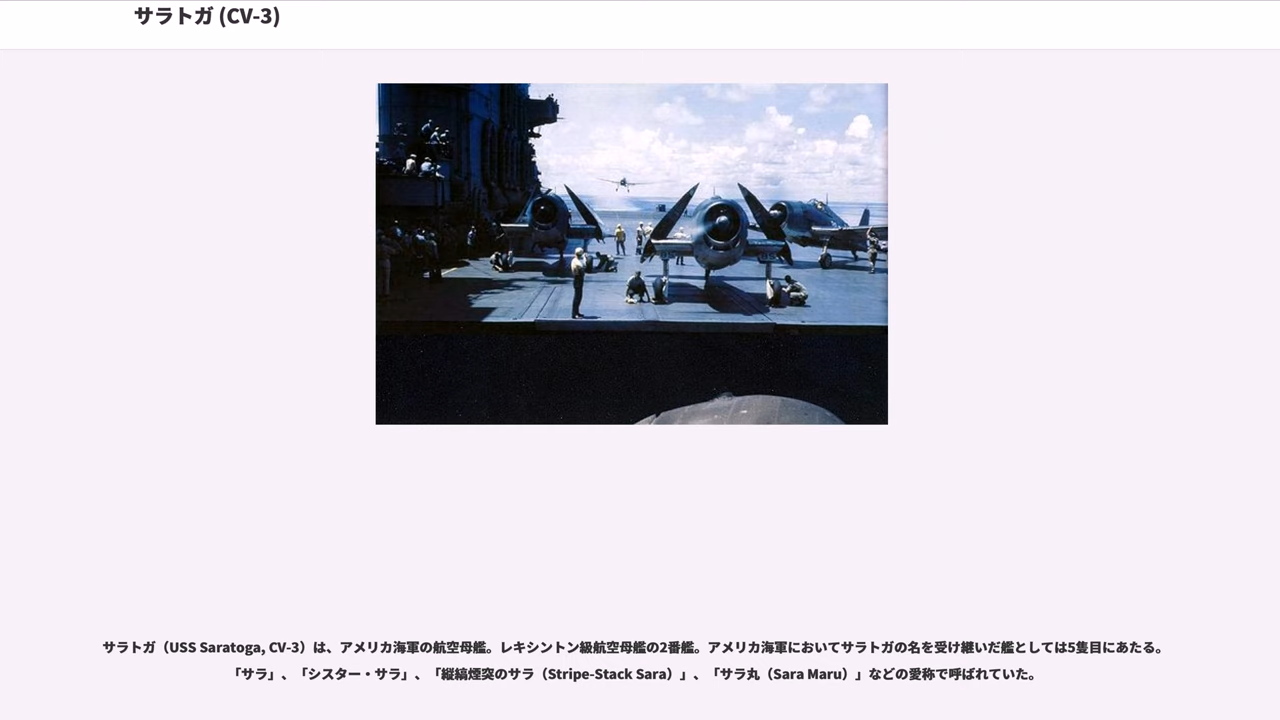 サラトガ (CV-3)
サラトガ（USS Saratoga, CV-3）は、アメリカ海軍の航空母艦。レキシントン級航空母艦の2番艦。アメリカ海軍においてサラトガの名を受け継いだ艦としては5隻目にあたる。
「サラ」、「シスター・サラ」、「縦縞煙突のサラ（Stripe-Stack Sara）」、「サラ丸（Sara Maru）」などの愛称で呼ばれていた。